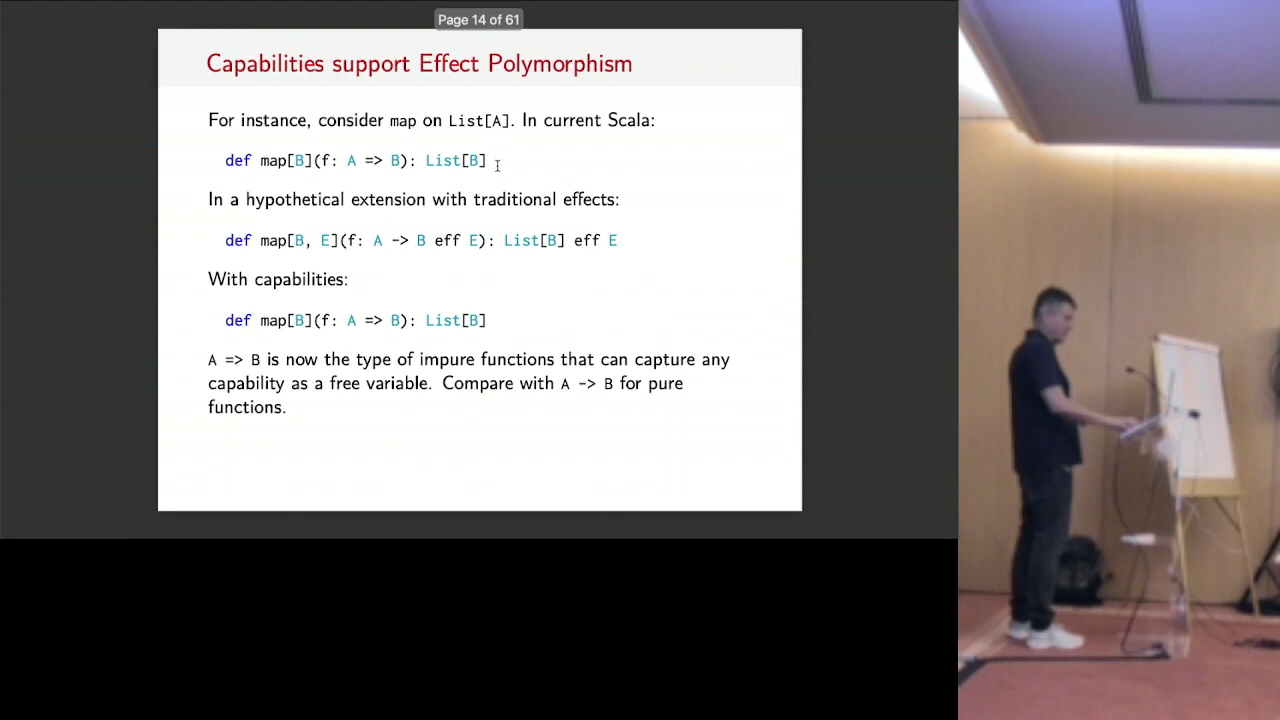 Page 14 of 61
Capabilities support Effect Polymorphism
For instance, consider map on List[A]. In current Scala:
def map[B](f: A => B): List[B]
In a hypothetical extension with traditional effects:
def map[B, E](f: A -> B eff E): List[B] eff E
With capabilities:
def map[B](f: A => B): List[B]
A => B is now the type of impure functions that can capture any
capability as a free variable. Compare with A -> B for pure
functions.